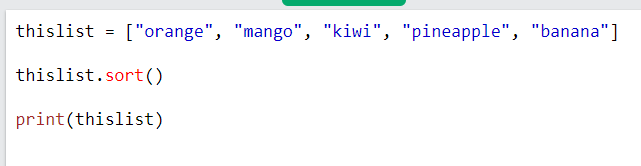 thislist = ["orange", "mango", "kiwi", "pineapple", "banana"]
thislist.sort()
print(thislist)